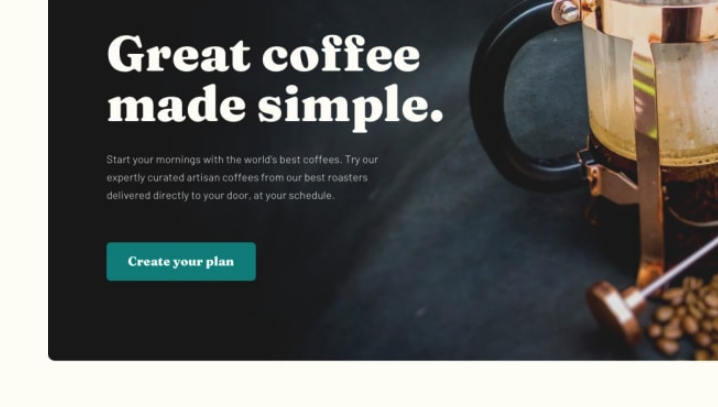 Great coffee
made simple.
Start your mornings with the world's best coffees. Try our
expertly curated artisan coffees from our best roasters
delivered directly to your door, at your schedule.
Create your plan